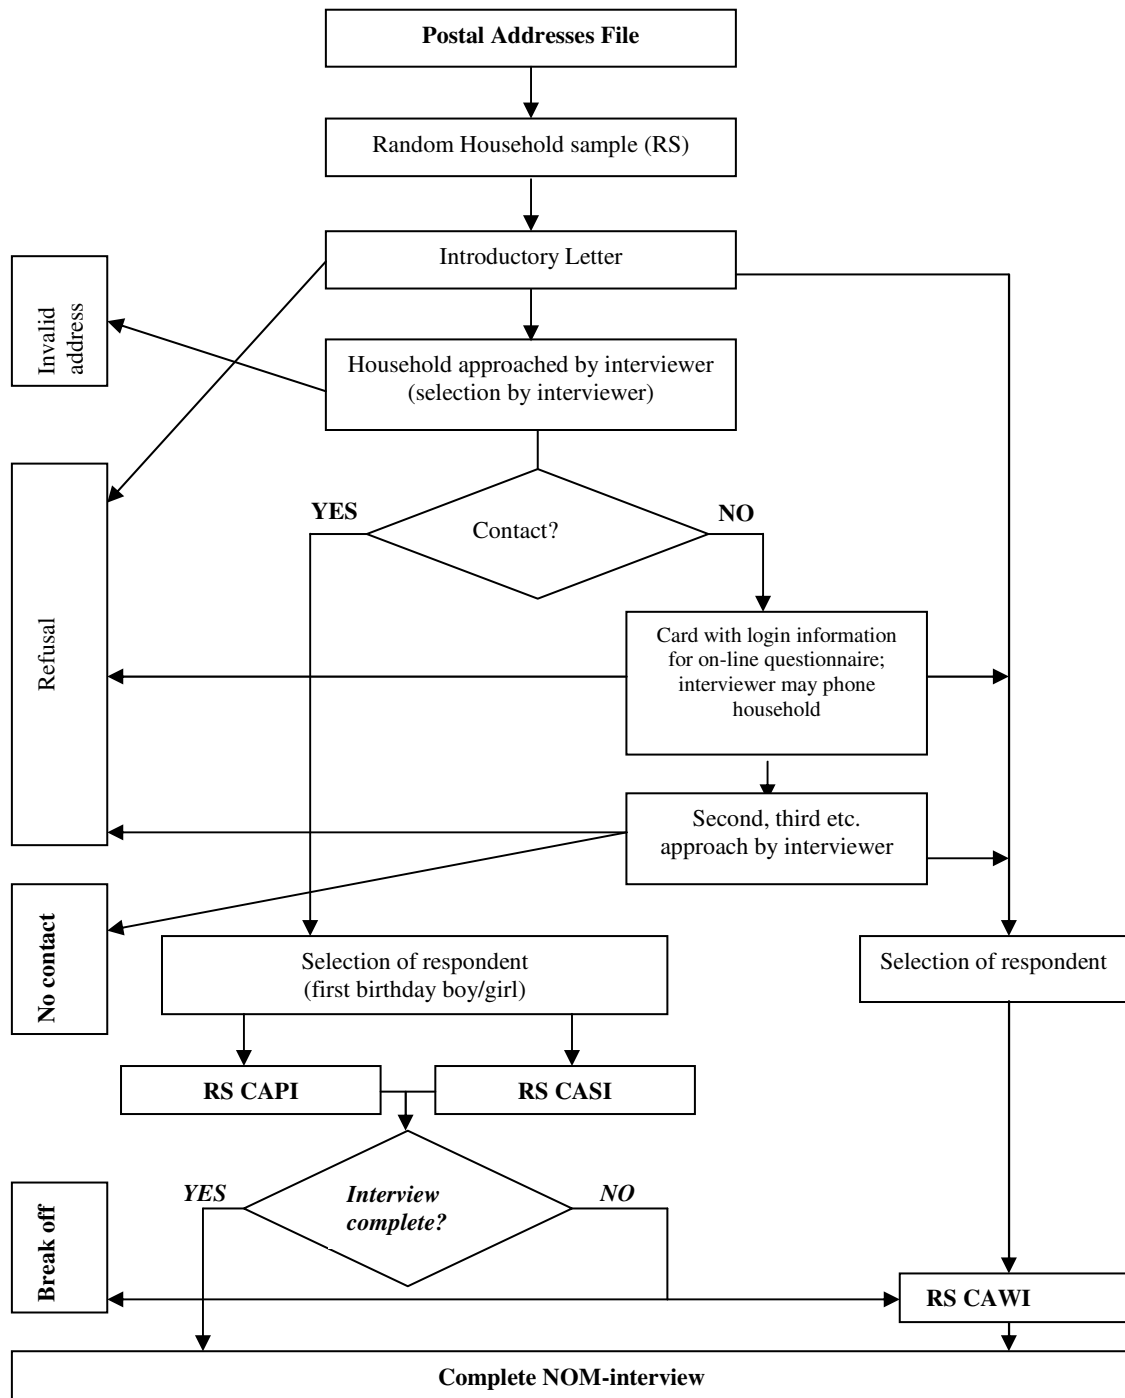 Postal Addresses File
Random Household sample (RS)
Introductory Letter
Invalid
address
Household approached by interviewer
(selection by interviewer)
YES
NO
Contact?
Refusal
Card with login information
for on-line questionnaire;
interviewer may phone
household
Second, third etc.
approach by interviewer
No contact
Selection of respondent
(first birthday boy/girl)
Selection of respondent
RS CAPI
RS CASI
YES
NO
Interview
complete?
Break off
RS CAWI
Complete NOM-interview